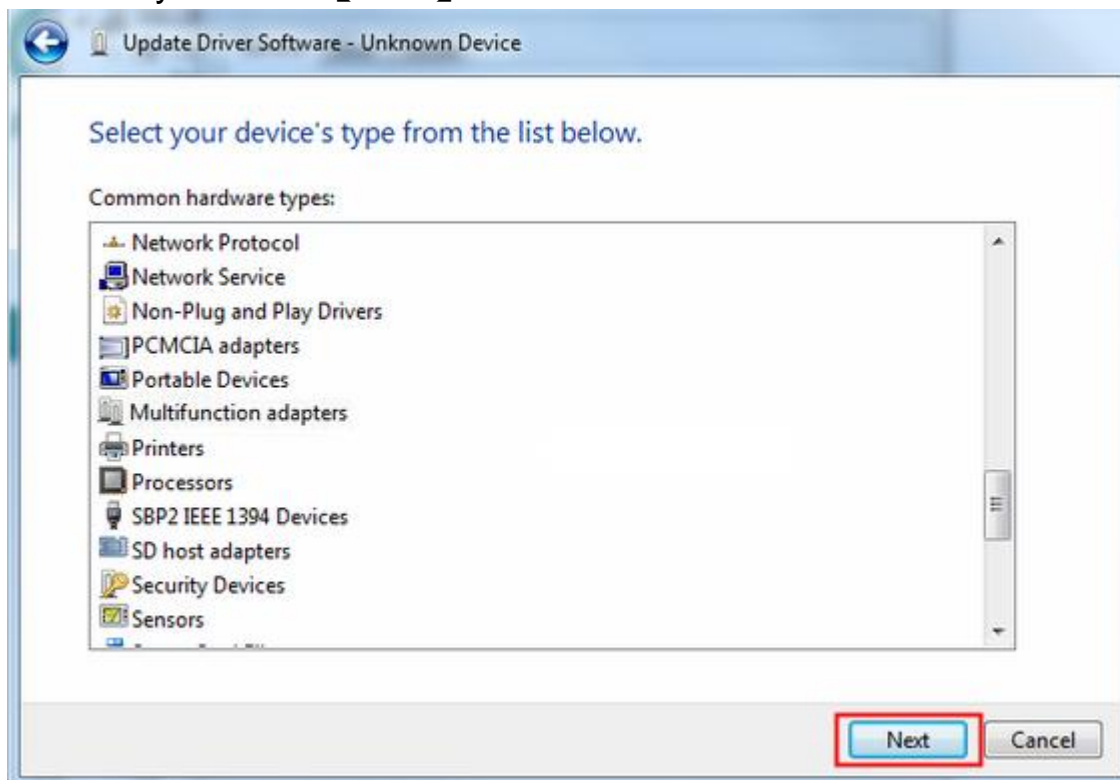 Update Driver Software - Unknown Device
Select your device's type from the list below.
Common hardware types:
Network Protocol
Network Service
Non-Plug and Play Drivers
PCMCIA adapters
Portable Devices
Multifunction adapters
Printers
Processors
SBP2 IEEE 1394 Devices
SD host adapters
Security Devices
Sensors
Next Cancel